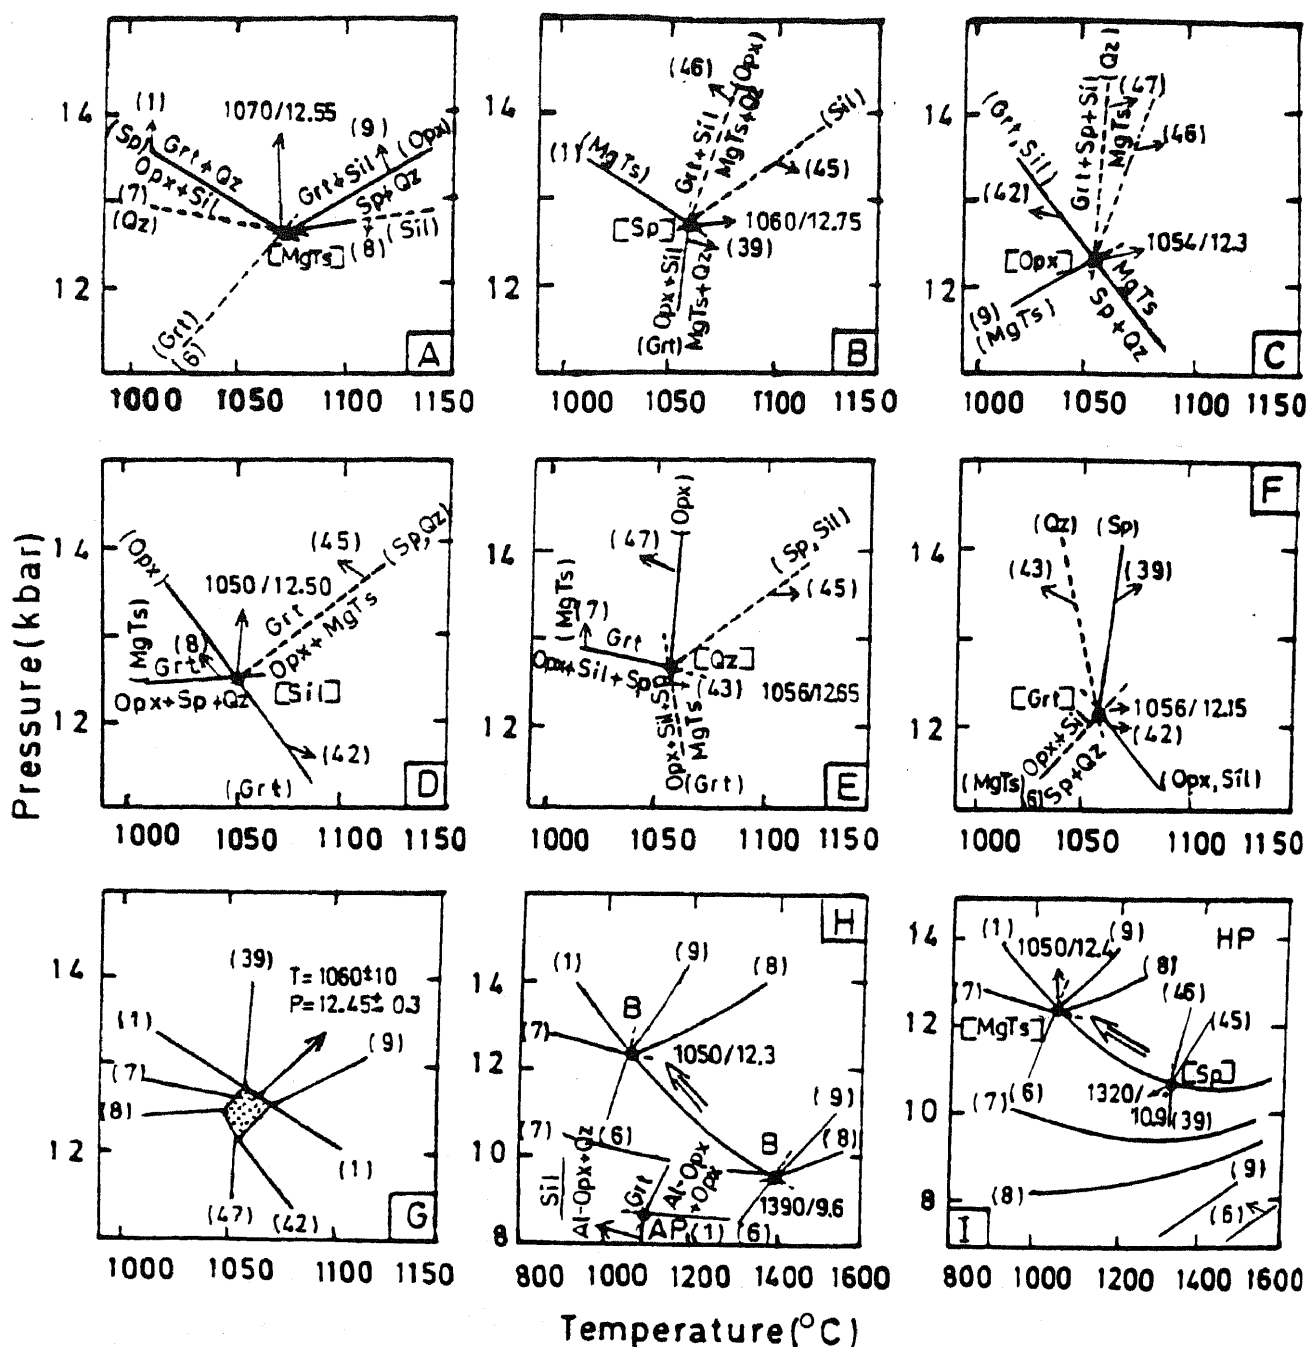 14
12
(1)
(Sp)
Grt+Qz
Opx+Sil
(7)
(Qz)
1070/12.55
(9)
(Opx)
Grt+Sil
Sp+Qz
(Sil)
[MgTs]
(8)
(Grt)
(6)
A
1000
1050
1100
1150
14
12
(46)
(Opx)
(Sil)
(1)
(MgTs)
Grt+Sil
MgTs+Qz
(45)
[Sp]
1060/12.75
(39)
Opx+Sil
MgTs+Qz
(Grt)
B
1000
1050
1100
1150
14
12
(Grt, Sil)
(Qz)
(47)
(46)
Grt+Sp+Sil
MgTs
(42)
1054/12.3
[Opx]
MgTs
Sp+Qz
(9)
(MgTs)
C
1000
1050
1100
1150
Pressure(kbar)
14
12
(Opx)
(45)
(Sp,Qz)
1050/12.50
(MgTs)
(8)
Grt
Grt
Opx+MgTs
Opx+Sp+Qz
[Sil]
(42)
(Grt)
D
1000
1050
1100
1150
14
12
(Opx)
(47)
(Sp, Sil)
(45)
(7)
(MgTs)
Grt
[Qz]
Opx+Sil+Sp
(43)
1056/12.65
Opx+Sil+Sp
MgTs
(Grt)
E
1000
1050
1100
1150
F
14
12
(Qz)
(Sp)
(43)
(39)
[Grt]
1056/12.15
(42)
Opx+Sil
Sp+Qz
(MgTs)
(6)
(Opx, Sil)
1000
1050
1100
1150
14
12
(39)
T=1060±10
P=12.45± 0.3
(1)
(9)
(7)
(8)
(1)
(47)
(42)
G
1000
1050
1100
1150
H
14
12
10
8
(1)
(9)
(8)
B
(7)
1050/12.3
(9)
(7)
(6)
B
(8)
Sil
Al-Opx+Qz
Grt
Al-Opx
+Opx
1390/9.6
(1)
(6)
800
1000
1200
1400
1600
HP
14
12
10
8
(1)
(9)
1050/12.4
(8)
(7)
(46)
(45)
[MgTs]
[Sp]
(6)
1320/
10.9
(39)
(7)
(8)
(9)
(6)
I
800
1000
1200
1400
1600
Temperature(°C)